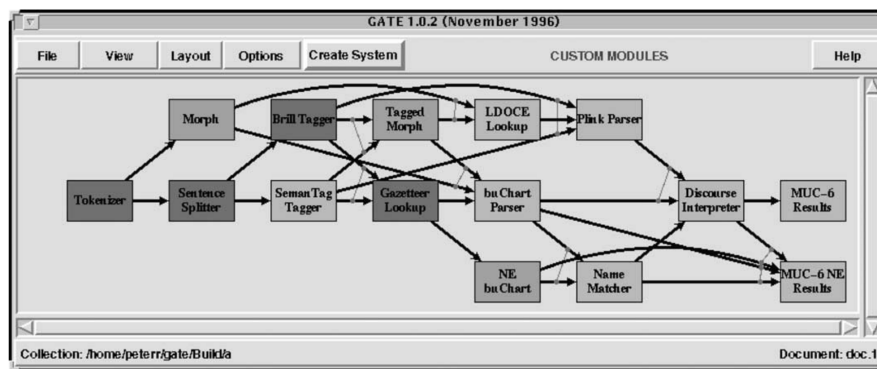 GATE 1.0.2 (November 1996)
File View Layout Options Create System CUSTOM MODULES Help
Morph
Brill Tagger
Tagged
Morph
LDOCE
Lookup
Plink Parser
Tokenizer
Sentence
Splitter
SemanTag
Tagger
Gazetteer
Lookup
buChart
Parser
Discourse
Interpreter
MUC-6
Results
NE
buChart
Name
Matcher
MUC-6 NE
Results
Collection: /home/peterr/gate/Build/a Document: doc.1